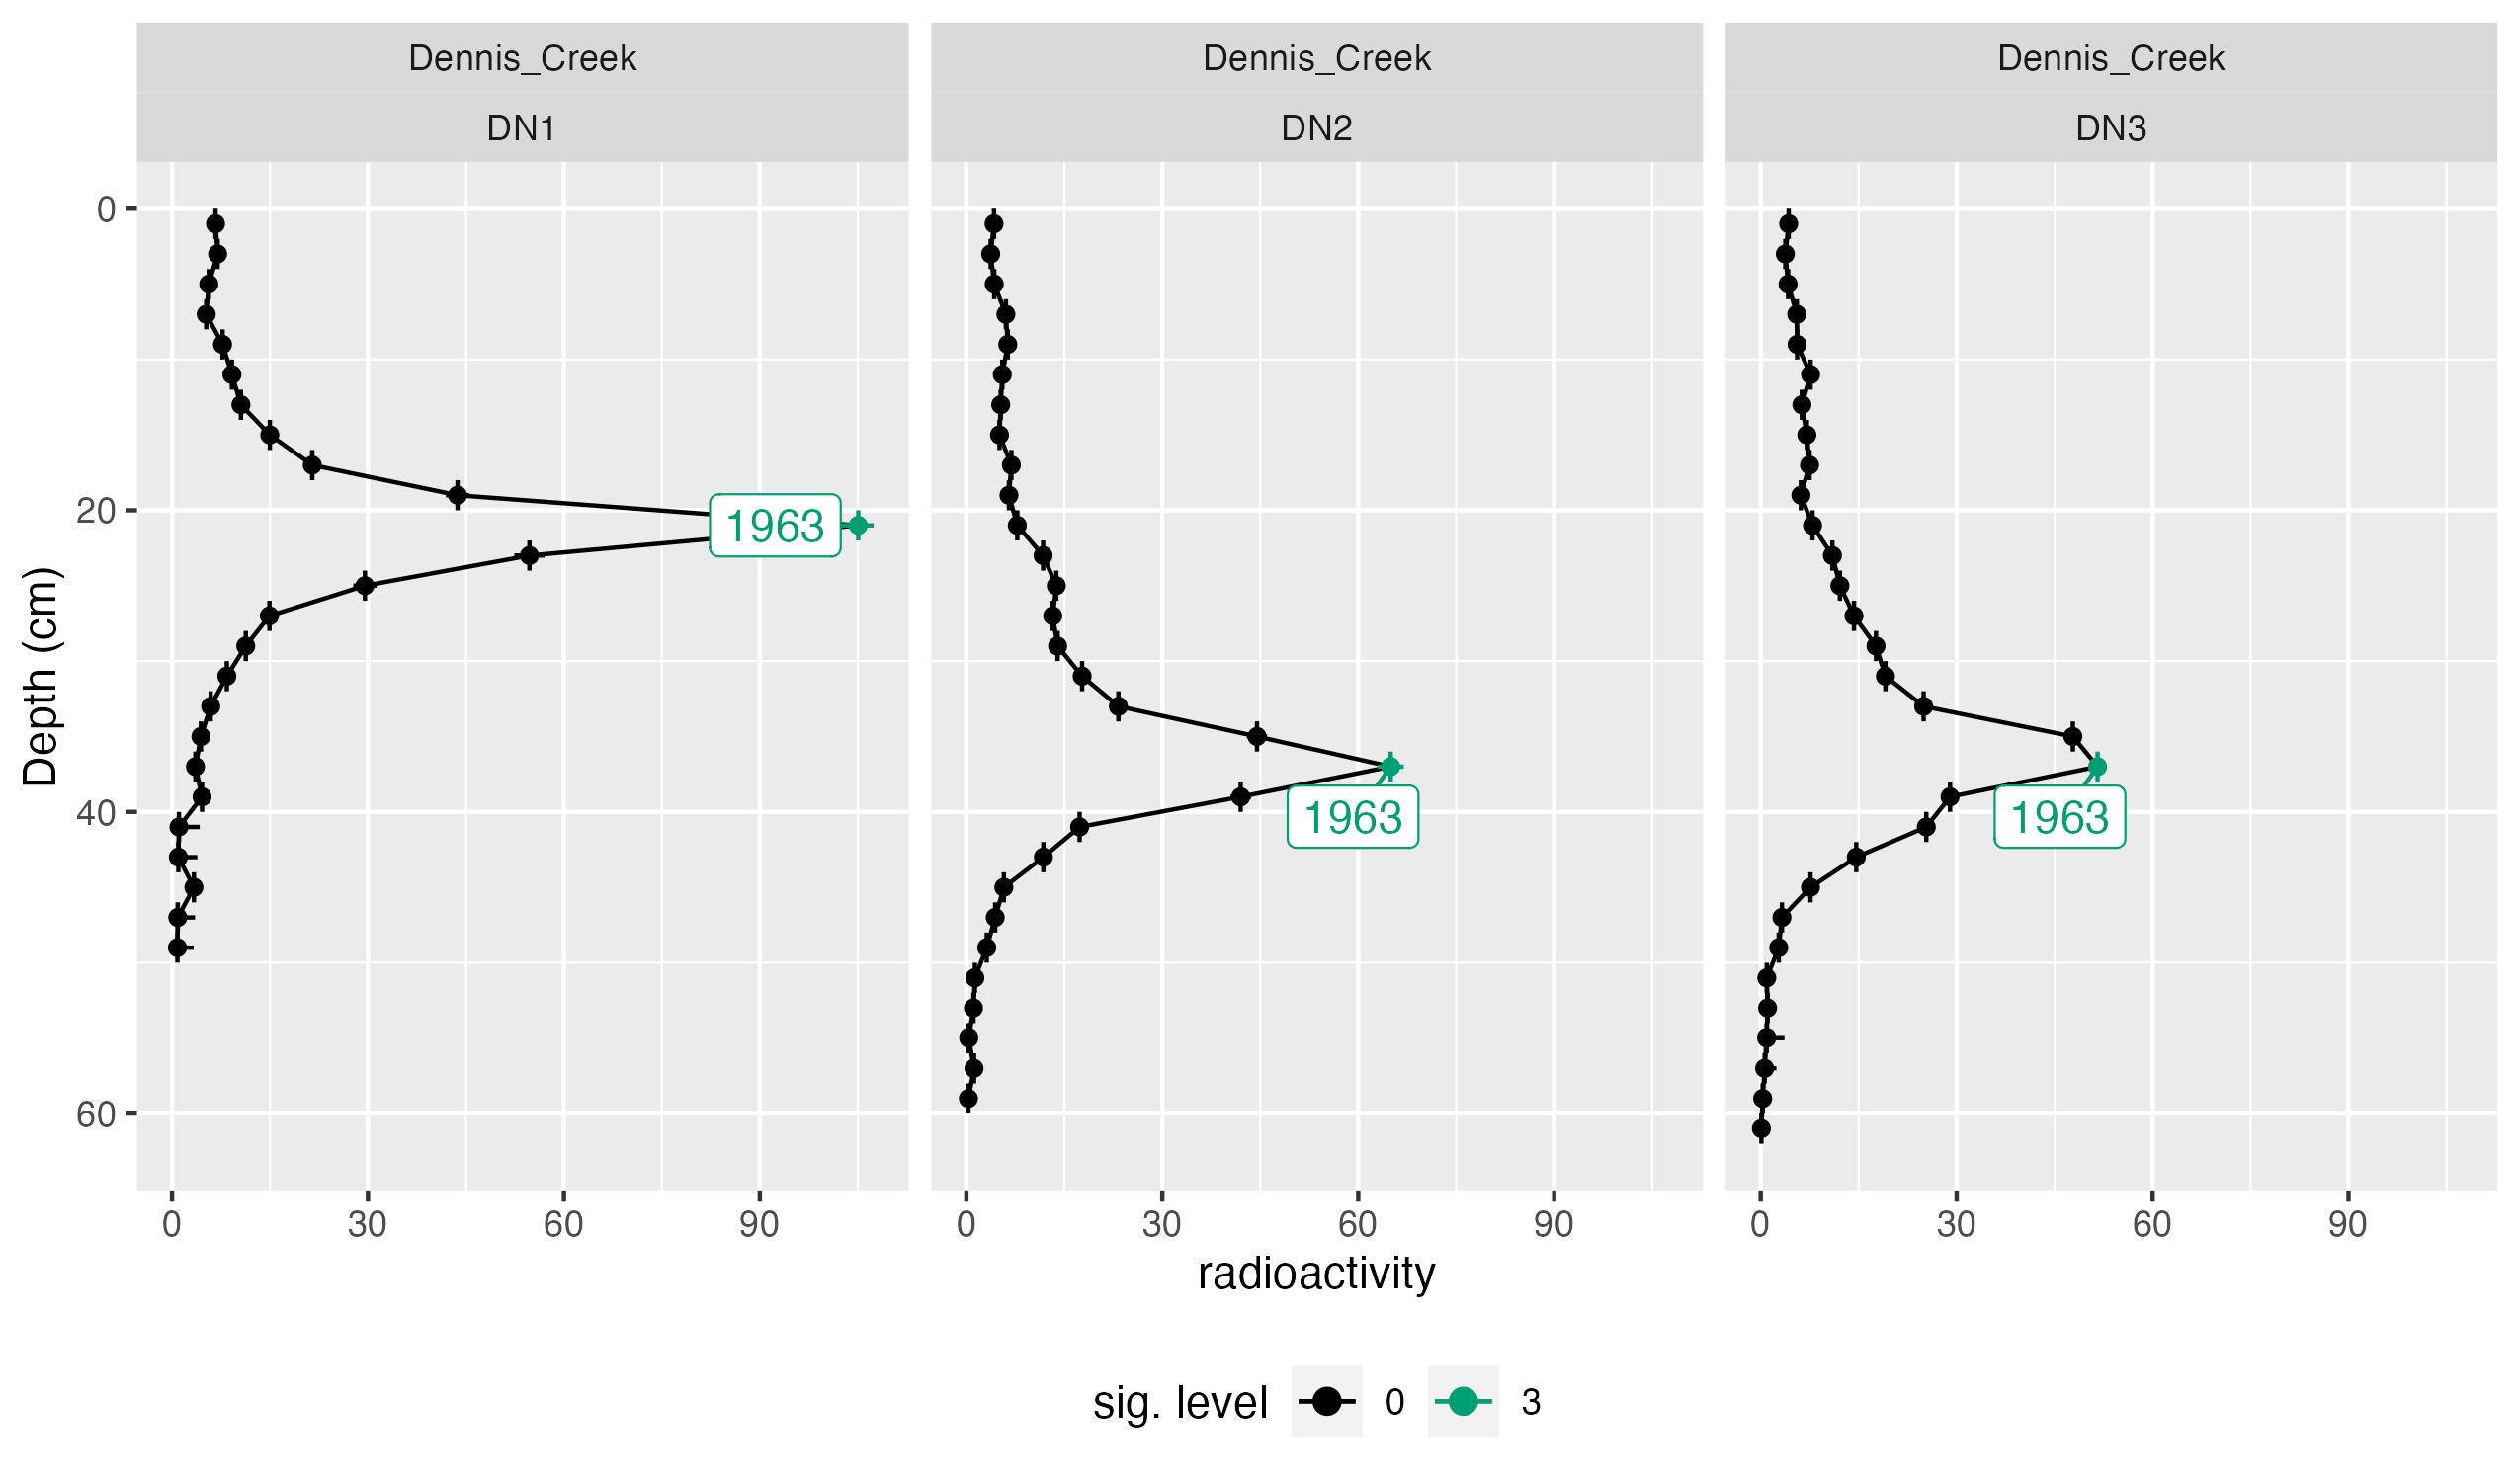 Dennis_Creek Dennis_Creek Dennis_Creek
DN1 DN2 DN3
0
20
40
60
Depth (cm)
1963
1963 1963
0 30 60 90 0 30 60 90 0 30 60 90
radioactivity
sig. level 0 3